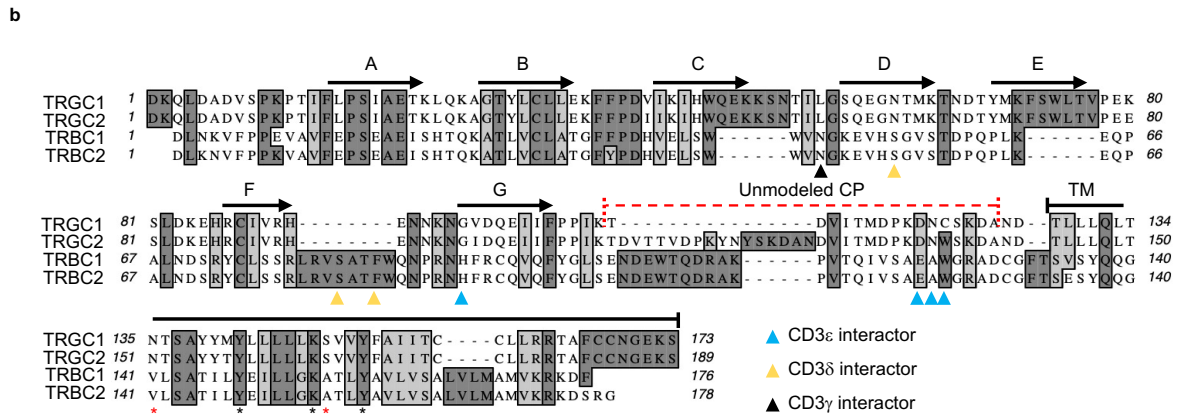 b
A B C D E
TRGC1 1 DKQLDADVSPKPTIFLPSIAETKLQKAGTYLCLLEKFFPDVIKIHWQEKKSNTILGSQEGNTMKTNDTYMKFSWLTVPEK 80
TRGC2 1 DKQLDADVSPKPTIFLPSIAETKLQKAGTYLCLLEKFFPDVIKIHWQEKKSNTILGSQEGNTMKTNDTYMKFSWLTVPEE 80
TRBC1 1 DLNKVFPPEVAVFEPSEAEISHTQKATLVCLATGFFPDHVELSW------WVNGKEVHSGVSTDPQPLK------EQP 66
TRBC2 1 DLKNVFPPKVAVFEPSEAEISHTQKATLVCLATGFYPDHVELSW------WVNGKEVHSGVSTDPQPLK------EQP 66
F G Unmodeled CP TM
TRGC1 81 SLDKEHRCIVRH--------ENNKNGVDQEIIFPPIKT----------------DVITMDPKDNCSKDAND--TLLLQLT 134
TRGC2 81 SLDKEHRCIVRH--------ENNKNGIDQEIIFPPIKTDVTTVDPKYNYSKDANDVITMDPKDNWSKDAND--TLLLQLT 150
TRBC1 67 ALNDSRYCLSSRLRVSATFWQNPRNHFRCQVQFYGLSENDEWTQDRAK------PVTQIVSAEAWGRADCGFTSVSYQQG 140
TRBC2 67 ALNDSRYCLSSRLRVSATFWQNPRNHFRCQVQFYGLSENDEWTQDRAK------PVTQIVSAEAWGRADCGFTSESYQQG 140
TRGC1 135 NTSAYYMYLLLLLKSVVYFAIITC----CLLRRTAFCCNGEKS 173
TRGC2 151 NTSAYYTYLLLLLKSVVYFAIITC----CLLRRTAFCCNGEKS 189
TRBC1 141 VLSATILYEILLGKATLYAVLVSALVLMAMVKRKDF 176
TRBC2 141 VLSATILYEILLGKATLYAVLVSALVLMAMVKRKDSRG 178
* * * * *
CD3ε interactor
CD3δ interactor
CD3γ interactor